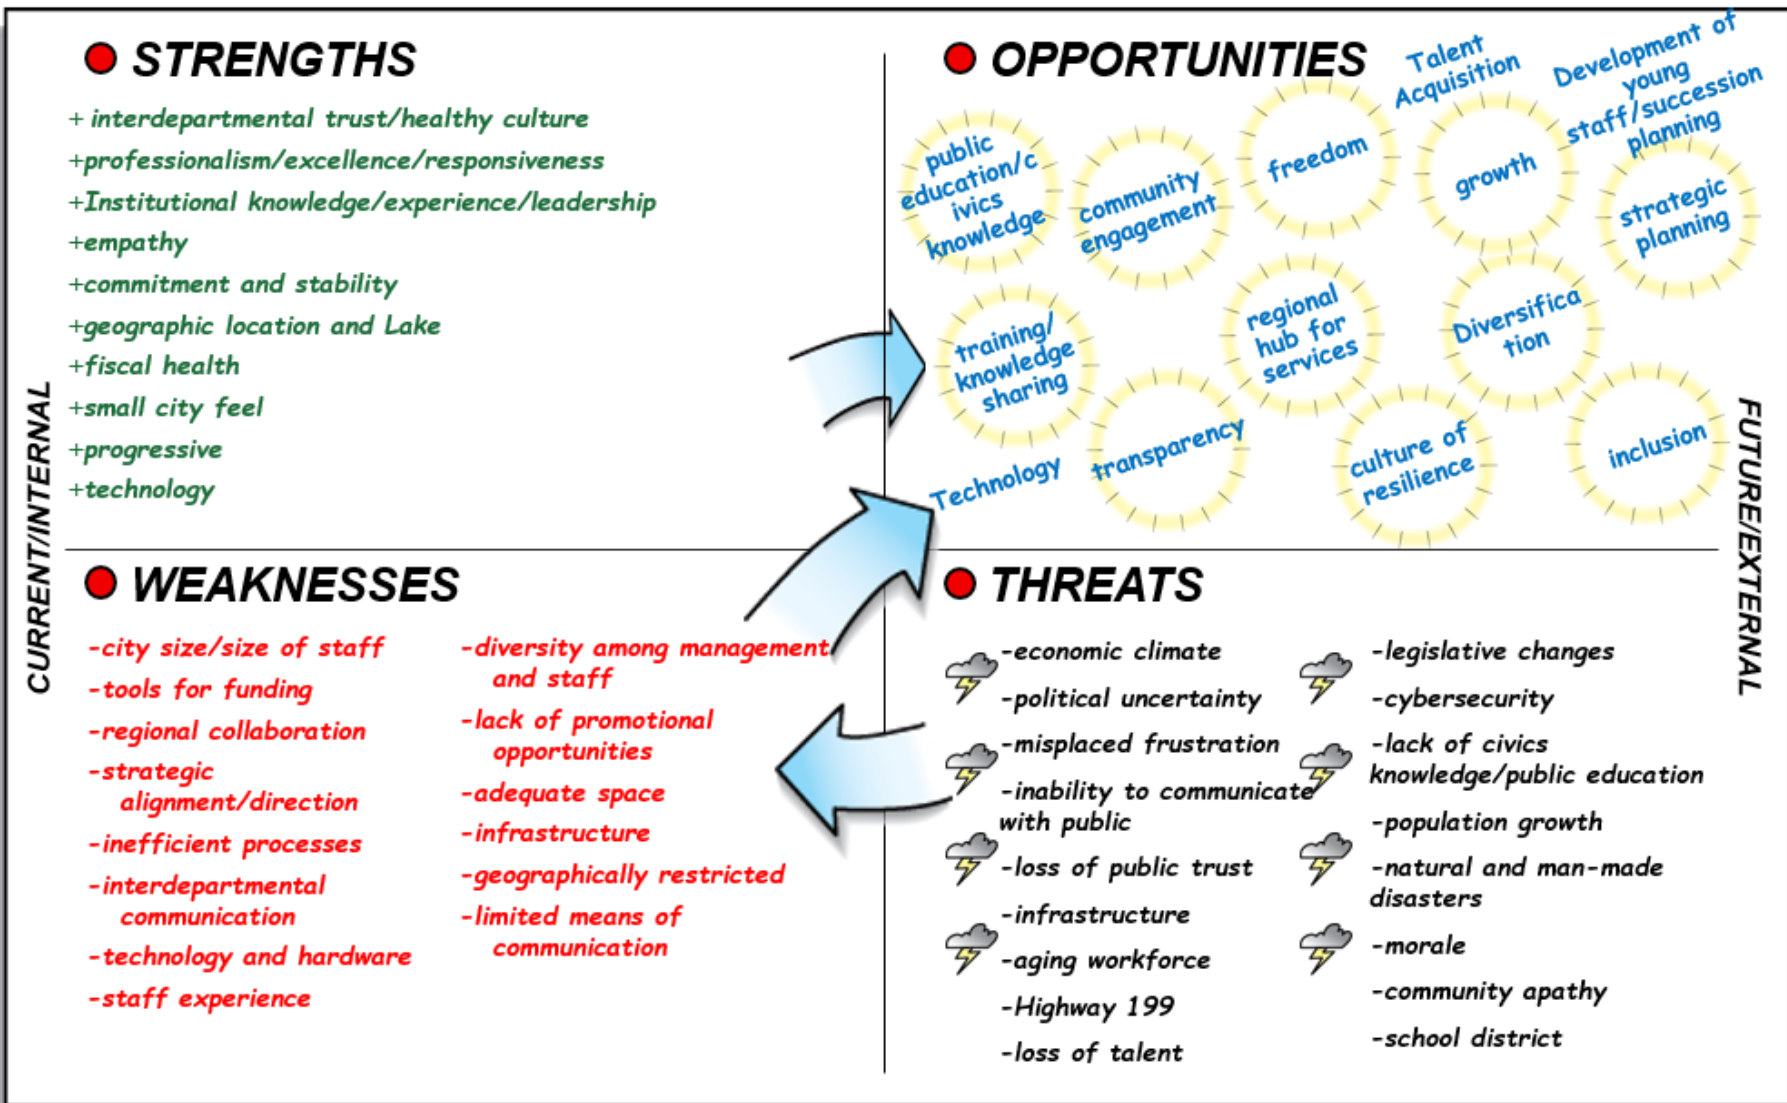 STRENGTHS
+ interdepartmental trust/healthy culture
+professionalism/excellence/responsiveness
+Institutional knowledge/experience/leadership
+empathy
+commitment and stability
+geographic location and Lake
+fiscal health
+small city feel
+progressive
+technology
OPPORTUNITIES
Talent
Acquisition
Development of
young
staff/succession
planning
public
education/c
ivics
knowledge
community
engagement
freedom
growth
strategic
planning
training/
knowledge
sharing
regional
hub for
services
Diversifica
tion
Technology
transparency
culture of
resilience
inclusion
CURRENT/INTERNAL
FUTURE/EXTERNAL
WEAKNESSES
-city size/size of staff
-tools for funding
-regional collaboration
-strategic
alignment/direction
-inefficient processes
-interdepartmental
communication
-technology and hardware
-staff experience
-diversity among management
and staff
-lack of promotional
opportunities
-adequate space
-infrastructure
-geographically restricted
-limited means of
communication
THREATS
-economic climate
-political uncertainty
-misplaced frustration
-inability to communicate
with public
-loss of public trust
-infrastructure
-aging workforce
-Highway 199
-loss of talent
-legislative changes
-cybersecurity
-lack of civics
knowledge/public education
-population growth
-natural and man-made
disasters
-morale
-community apathy
-school district